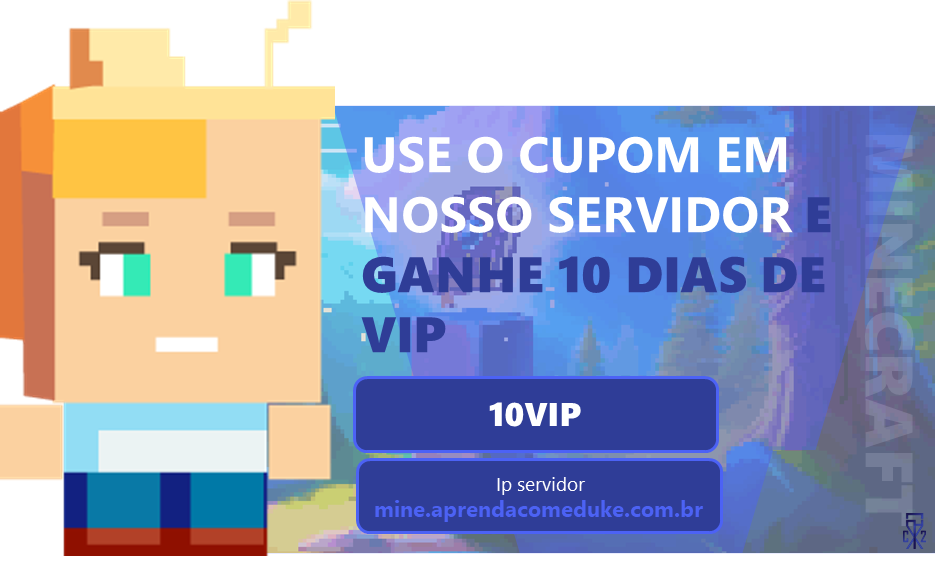 USE O CUPOM EM
NOSSO SERVIDOR E
GANHE 10 DIAS DE
VIP
10VIP
Ip servidor
mine.aprendacomeduke.com.br
MINECRAFT